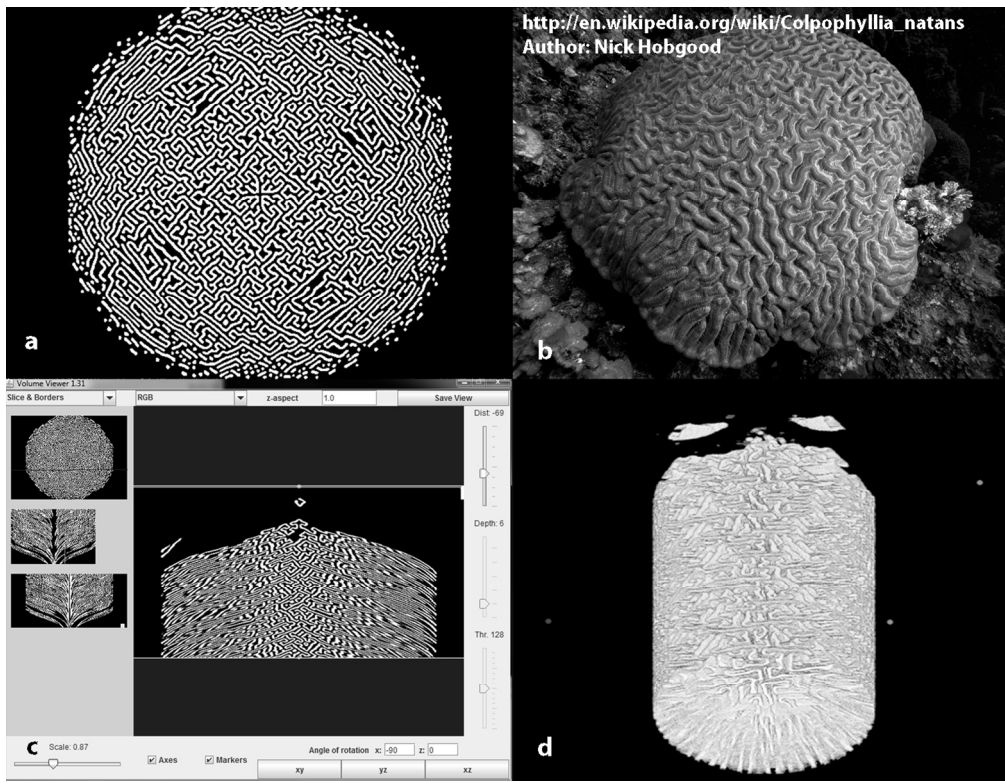 http://en.wikipedia.org/wiki/Colpophyllia_natans
Author: Nick Hobgood
a
b
Volume Viewer 1.31
Slice & Borders
RGB
z-aspect
1.0
Save View
Dist: -69
Depth: 6
Thr. 128
c
Scale: 0.87
Axes
Markers
Angle of rotation x: -90 z: 0
xy
yz
xz
d